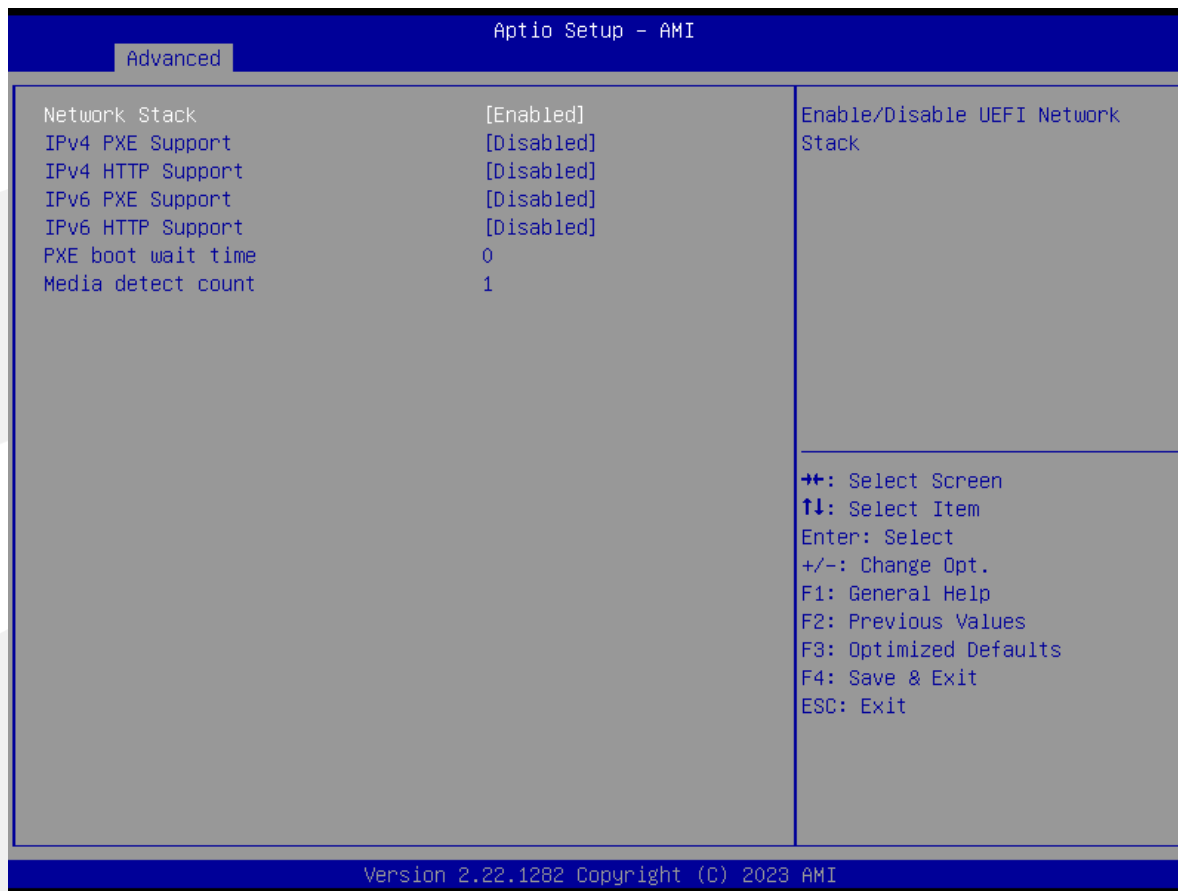 Aptio Setup - AMI
Advanced
Network Stack [Enabled]
IPv4 PXE Support [Disabled]
IPv4 HTTP Support [Disabled]
IPv6 PXE Support [Disabled]
IPv6 HTTP Support [Disabled]
PXE boot wait time 0
Media detect count 1
Enable/Disable UEFI Network
Stack
→←: Select Screen
↑↓: Select Item
Enter: Select
+/-: Change Opt.
F1: General Help
F2: Previous Values
F3: Optimized Defaults
F4: Save & Exit
ESC: Exit
Version 2.22.1282 Copyright (C) 2023 AMI